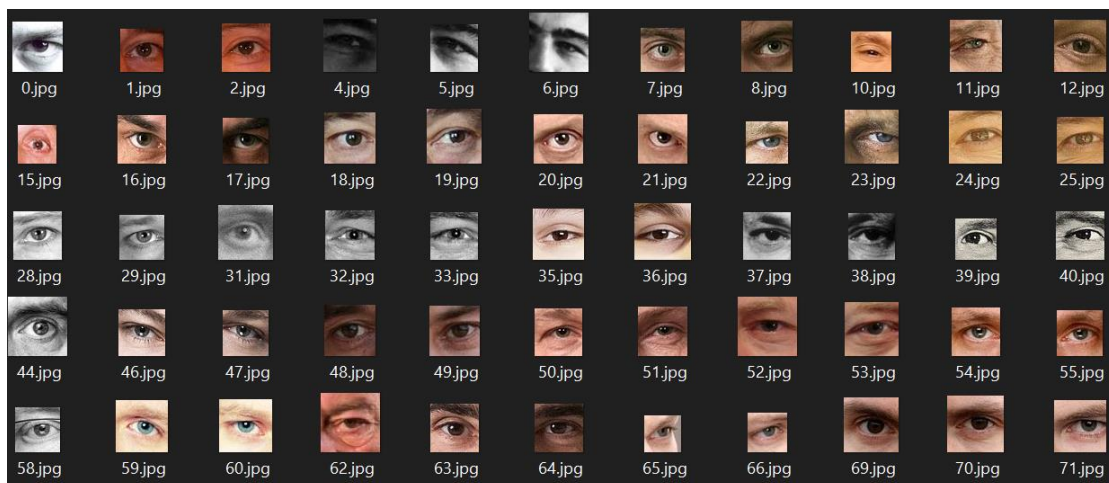 0.jpg 1.jpg 2.jpg 4.jpg 5.jpg 6.jpg 7.jpg 8.jpg 10.jpg 11.jpg 12.jpg
15.jpg 16.jpg 17.jpg 18.jpg 19.jpg 20.jpg 21.jpg 22.jpg 23.jpg 24.jpg 25.jpg
28.jpg 29.jpg 31.jpg 32.jpg 33.jpg 35.jpg 36.jpg 37.jpg 38.jpg 39.jpg 40.jpg
44.jpg 46.jpg 47.jpg 48.jpg 49.jpg 50.jpg 51.jpg 52.jpg 53.jpg 54.jpg 55.jpg
58.jpg 59.jpg 60.jpg 62.jpg 63.jpg 64.jpg 65.jpg 66.jpg 69.jpg 70.jpg 71.jpg